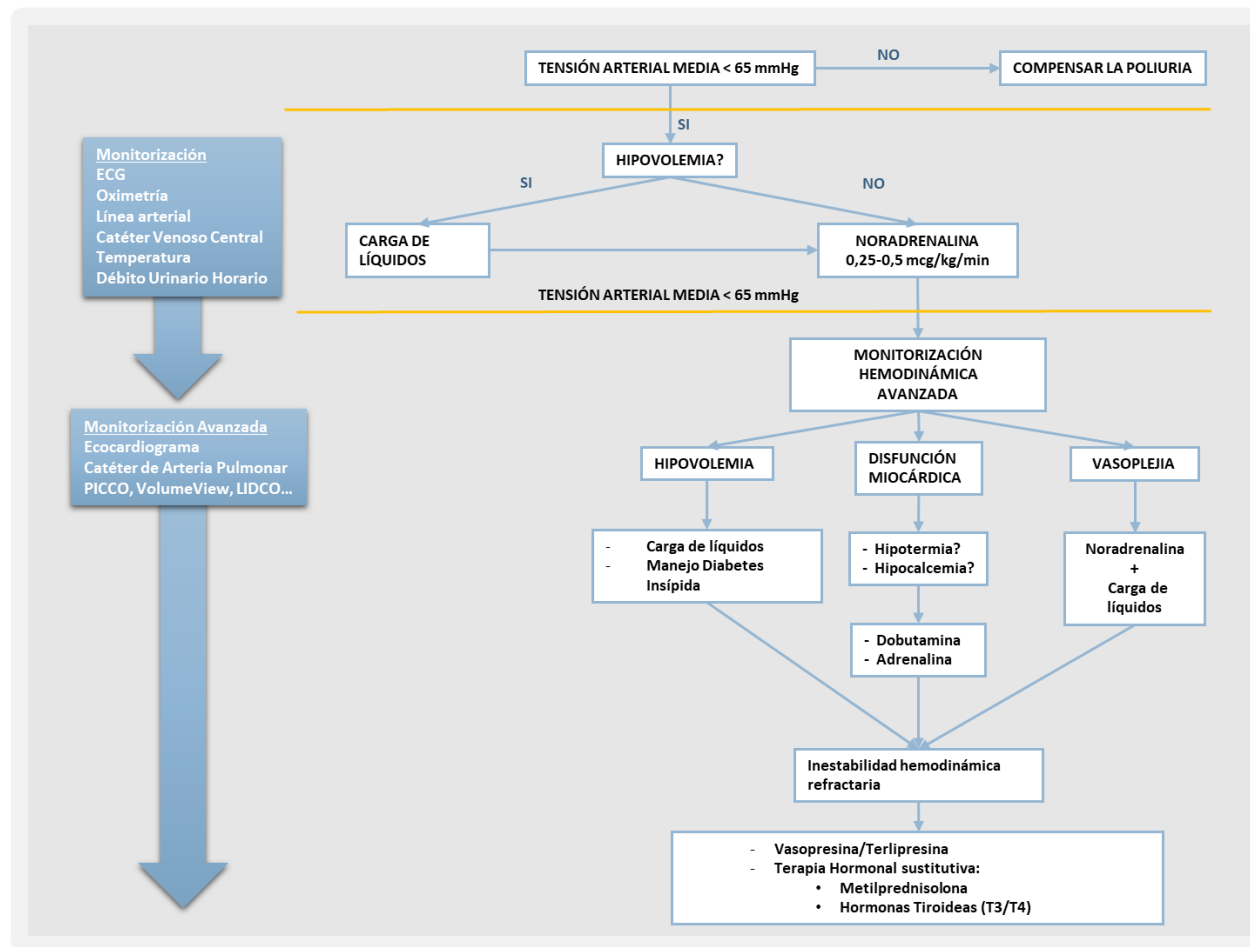 TENSIÓN ARTERIAL MEDIA < 65 mmHg
NO
COMPENSAR LA POLIURIA
SI
HIPOVOLEMIA?
SI
NO
CARGA DE
LÍQUIDOS
NORADRENALINA
0,25-0,5 mcg/kg/min
TENSIÓN ARTERIAL MEDIA < 65 mmHg
Monitorización
ECG
Oximetría
Línea arterial
Catéter Venoso Central
Temperatura
Débito Urinario Horario
MONITORIZACIÓN
HEMODINÁMICA
AVANZADA
Monitorización Avanzada
Ecocardiograma
Catéter de Arteria Pulmonar
PICCO, VolumeView, LIDCO...
HIPOVOLEMIA
DISFUNCIÓN
MIOCÁRDICA
VASOPLEJIA
- Carga de líquidos
- Manejo Diabetes
Insípida
- Hipotermia?
- Hipocalcemia?
Noradrenalina
+
Carga de
líquidos
- Dobutamina
- Adrenalina
Inestabilidad hemodinámica
refractaria
- Vasopresina/Terlipresina
- Terapia Hormonal sustitutiva:
• Metilprednisolona
• Hormonas Tiroideas (T3/T4)